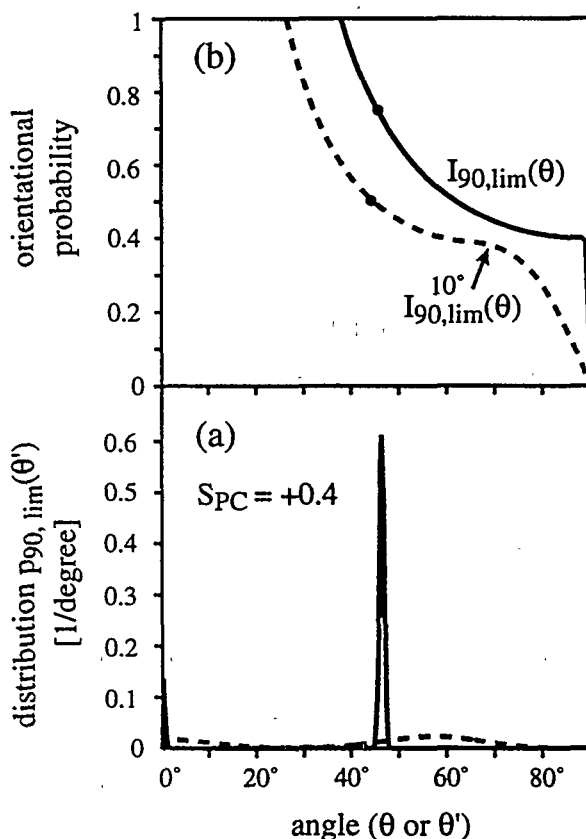 1
(b)
0.8
0.6
I90,lim(θ)
0.4
10°
I90,lim(θ)
0.2
0
orientational
probability
0.6
(a)
0.5
SPC = +0.4
0.4
0.3
0.2
0.1
0
distribution p90, lim(θ')
[1/degree]
0° 20° 40° 60° 80°
angle (θ or θ')